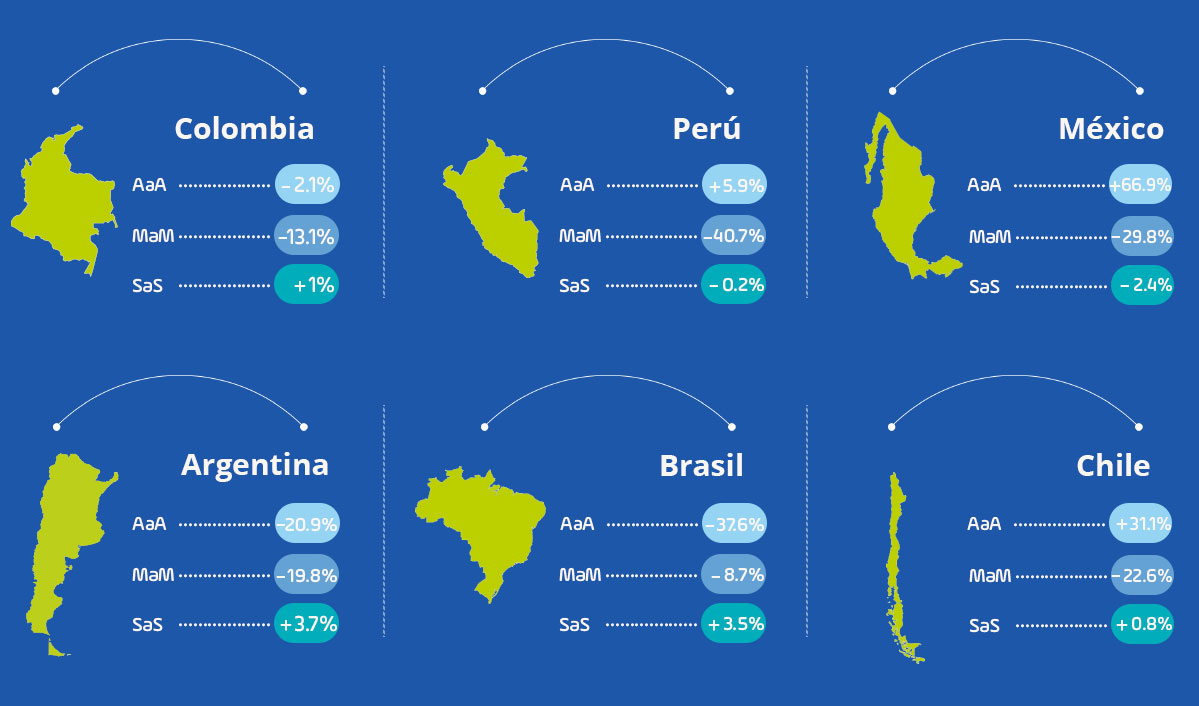 Colombia
AaA -2.1%
MaM -13.1%
SaS +1%
Perú
AaA +5.9%
MaM -40.7%
SaS -0.2%
México
AaA +66.9%
MaM -29.8%
SaS -2.4%
Argentina
AaA -20.9%
MaM -19.8%
SaS +3.7%
Brasil
AaA -37.6%
MaM -8.7%
SaS +3.5%
Chile
AaA +31.1%
MaM -22.6%
SaS +0.8%